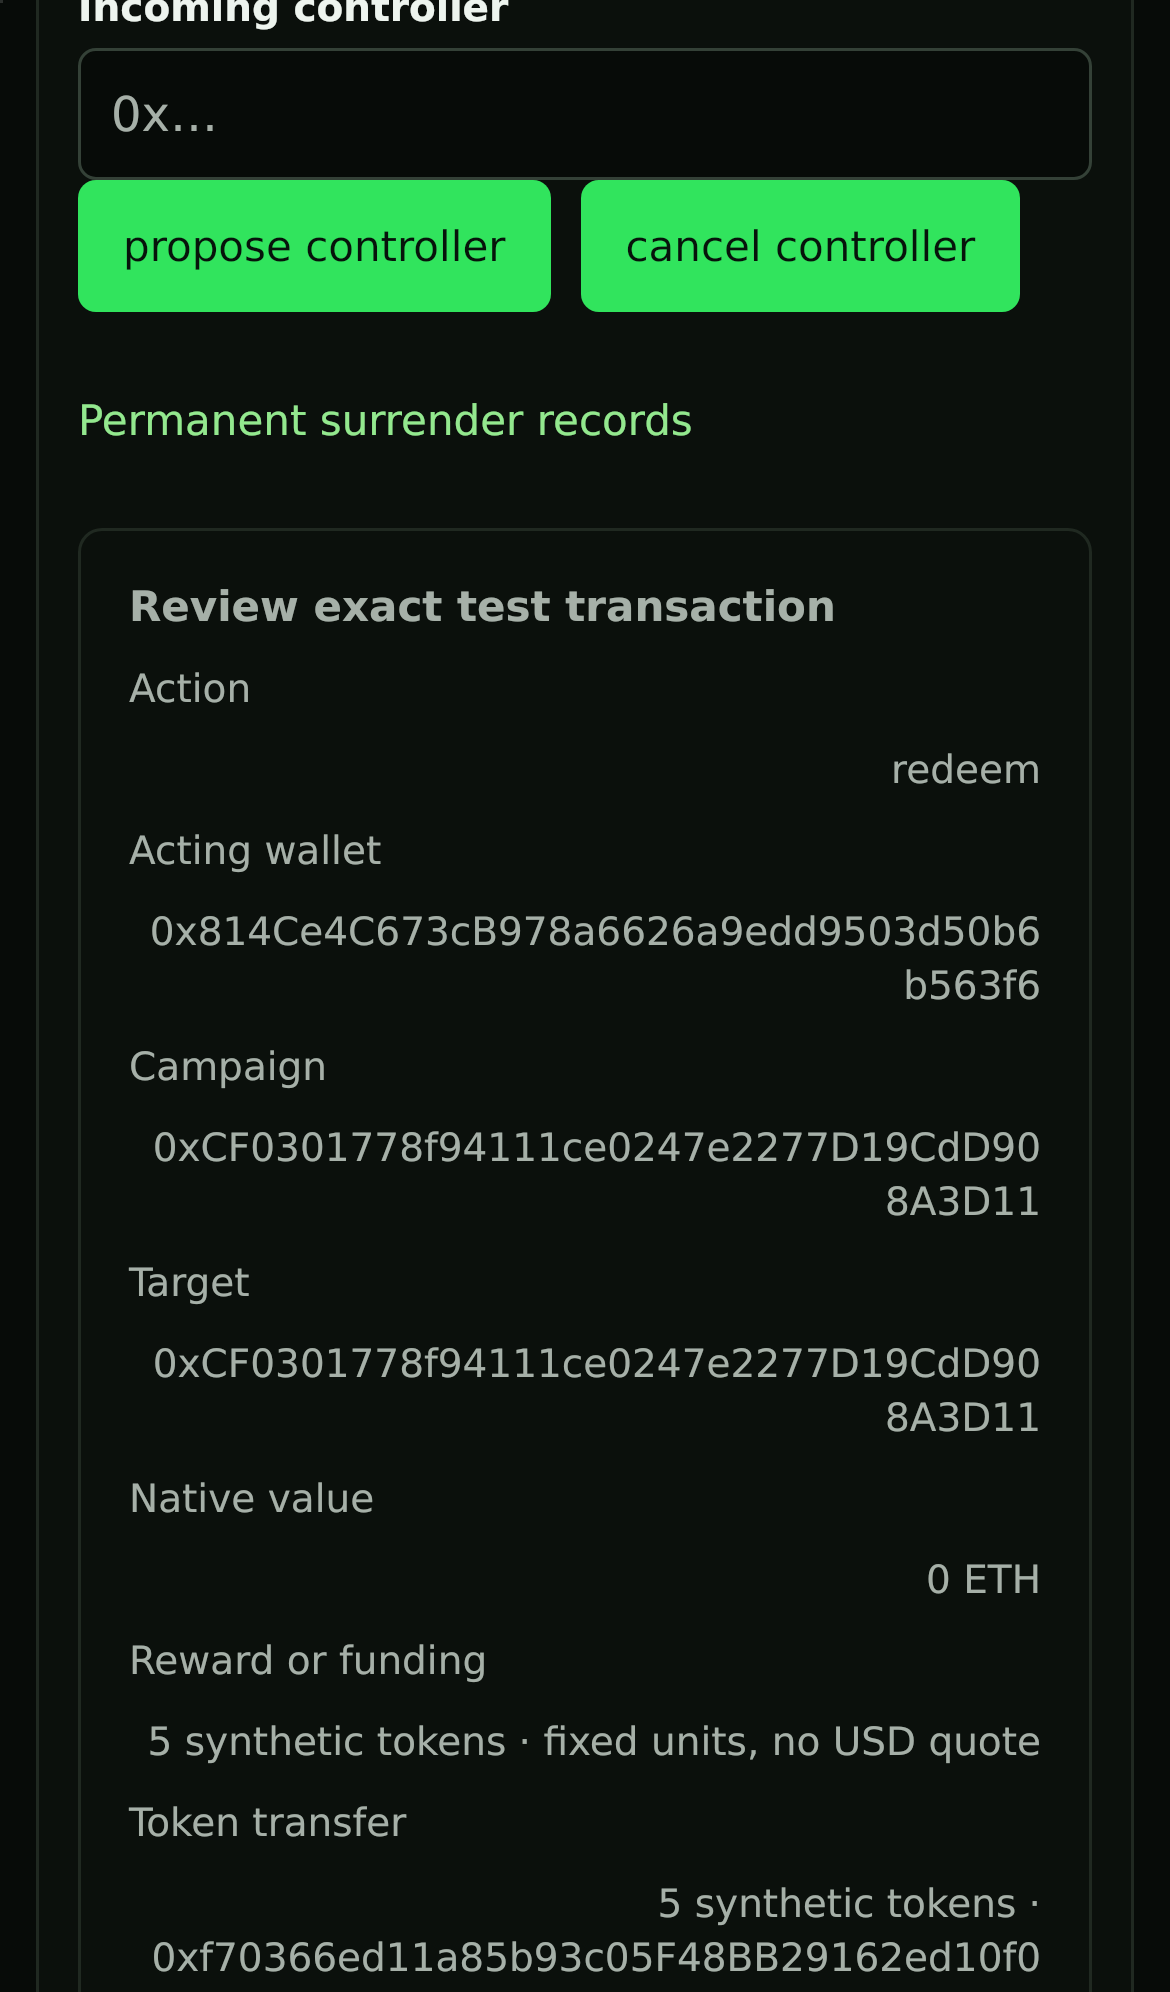 Incoming controller
0x...
propose controller
cancel controller
Permanent surrender records
Review exact test transaction
Action
redeem
Acting wallet
0x814Ce4C673cB978a6626a9edd9503d50b6
b563f6
Campaign
0xCF0301778f94111ce0247e2277D19CdD90
8A3D11
Target
0xCF0301778f94111ce0247e2277D19CdD90
8A3D11
Native value
0 ETH
Reward or funding
5 synthetic tokens · fixed units, no USD quote
Token transfer
5 synthetic tokens ·
0xf70366ed11a85b93c05F48BB29162ed10f0